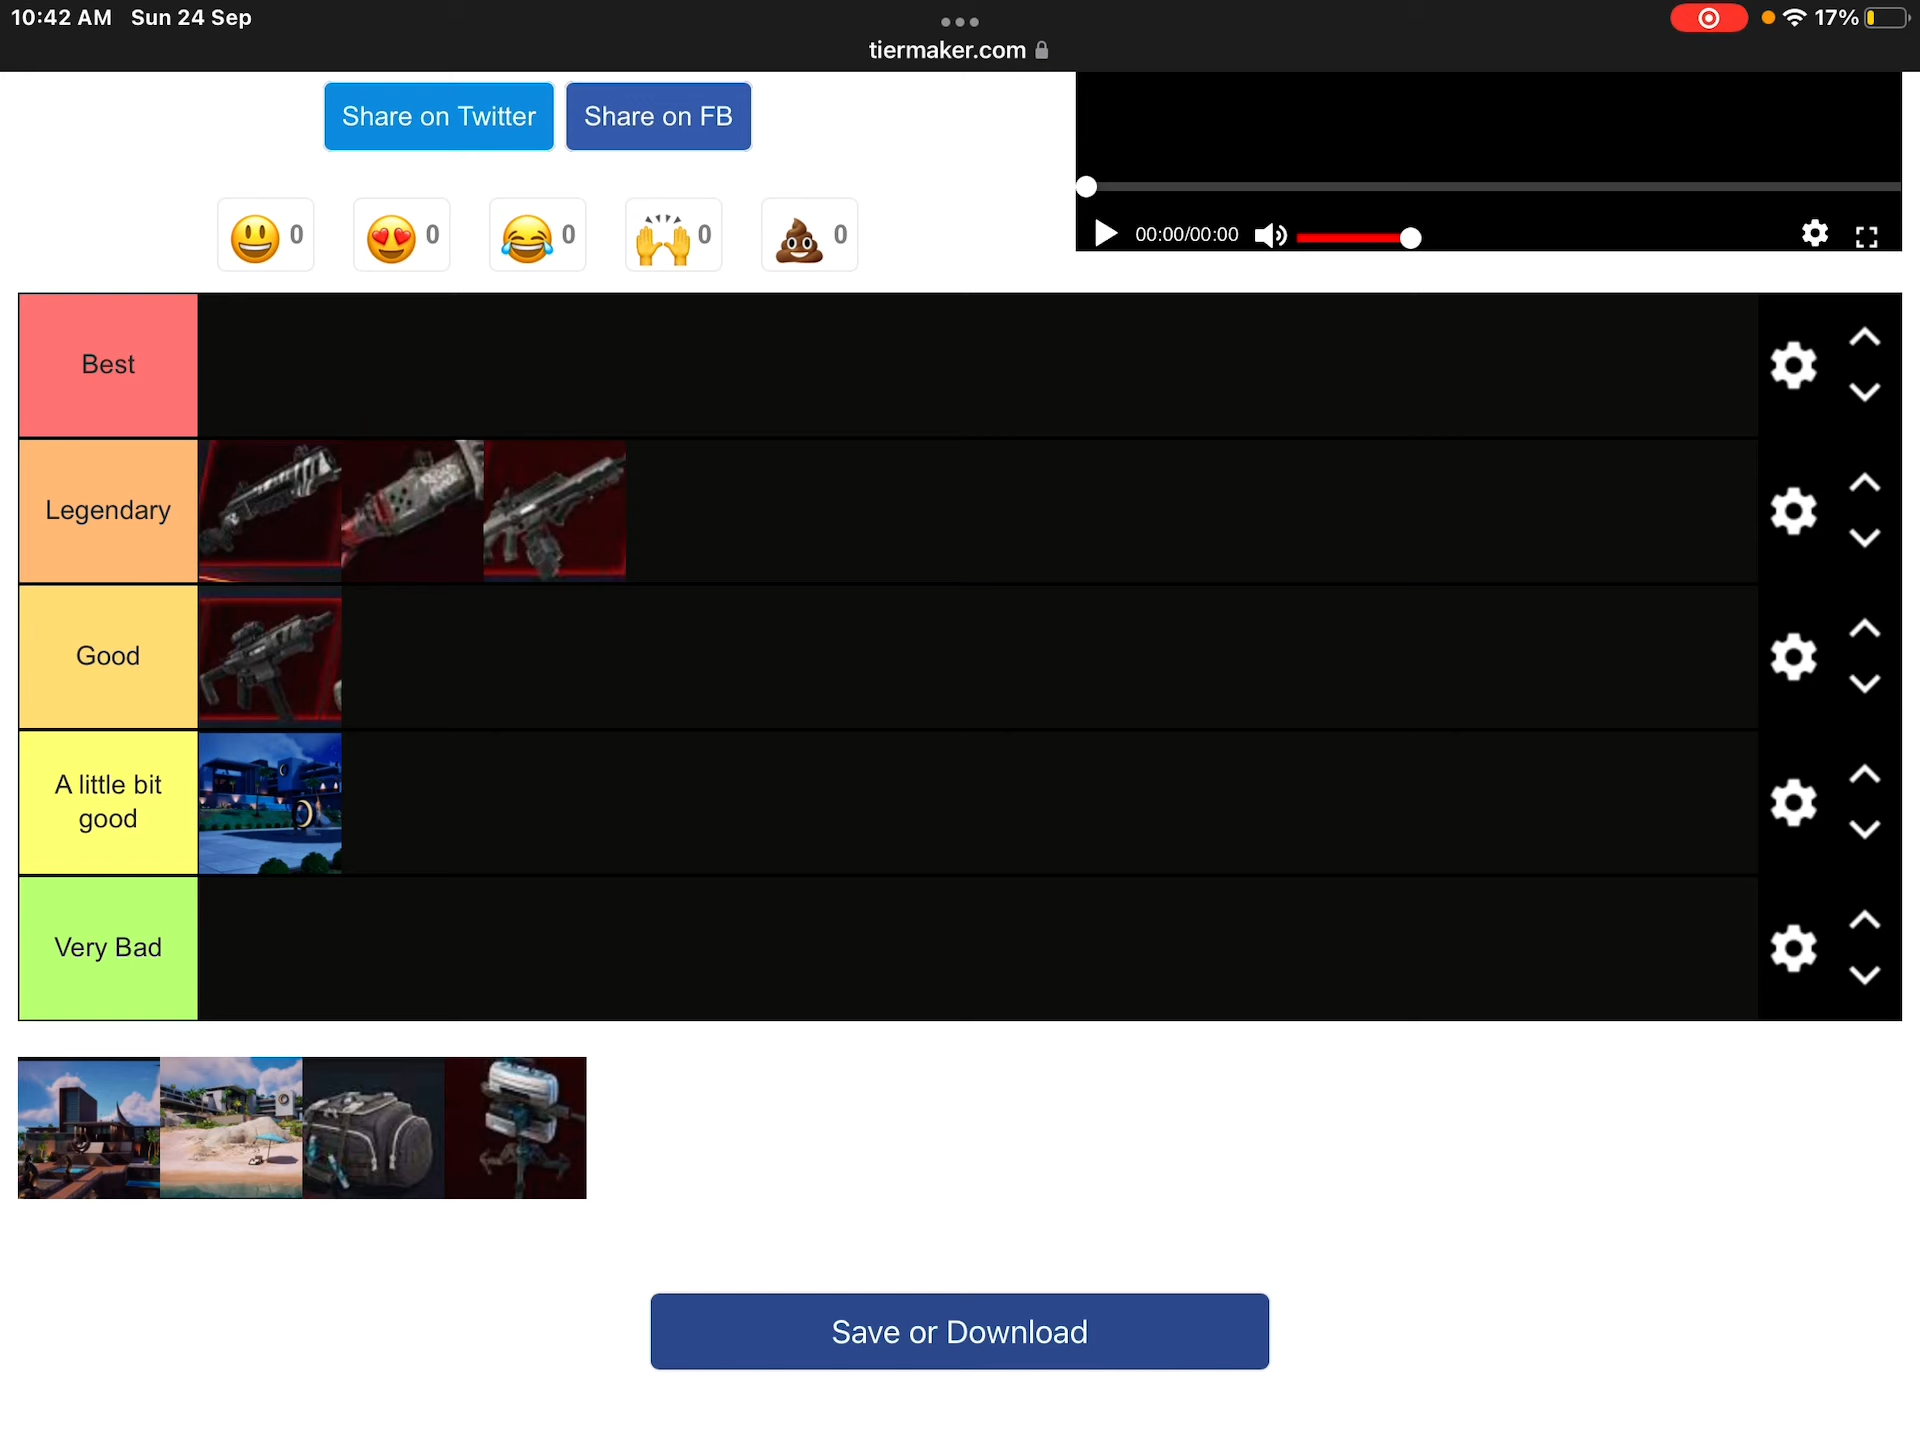 10:42 AM Sun 24 Sep
17%
tiermaker.com
Share on Twitter
Share on FB
0
0
0
0
0
00:00/00:00
Best
Legendary
Good
A little bit
good
Very Bad
Save or Download